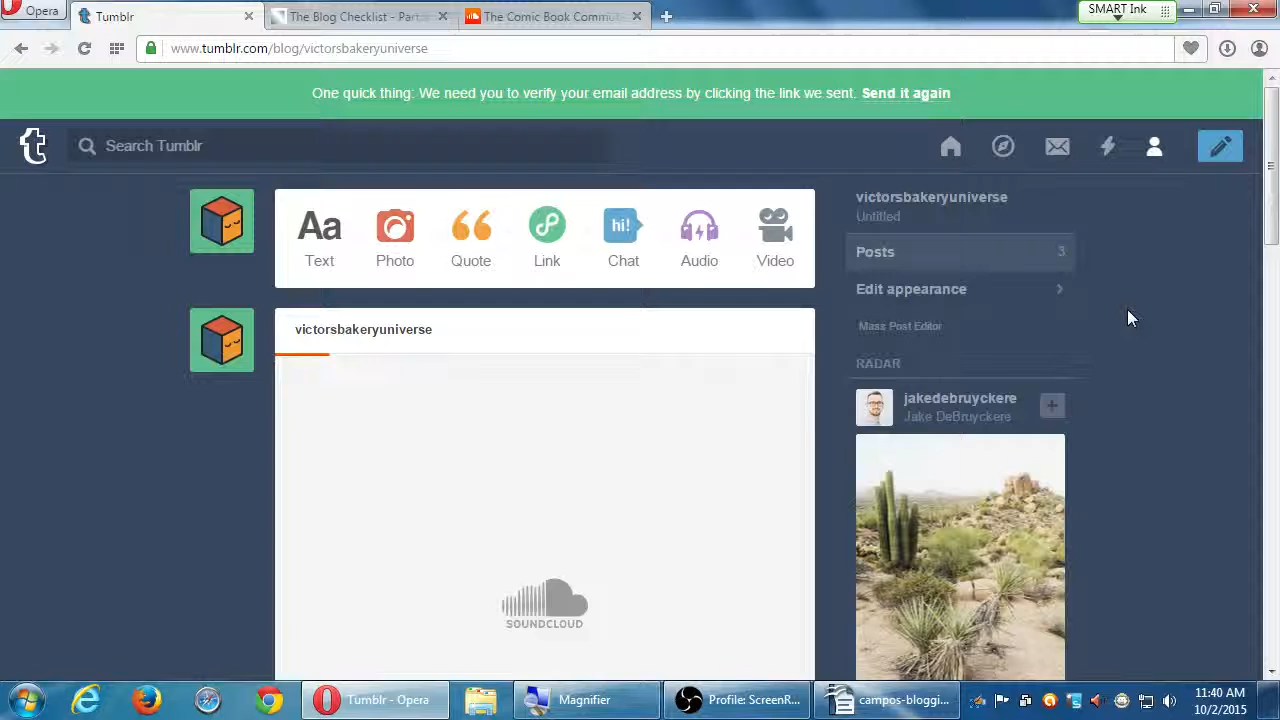 Opera
Tumblr
The Blog Checklist - Part
The Comic Book Commut
SMART Ink
www.tumblr.com/blog/victorsbakeryuniverse
One quick thing: We need you to verify your email address by clicking the link we sent. Send it again
t
Search Tumblr
victorsbakeryuniverse
Untitled
Aa
hi!
Text
Photo
Quote
Link
Chat
Audio
Video
Posts
3
Edit appearance
Mass Post Editor
victorsbakeryuniverse
RADAR
jakedebruyckere
Jake DeBruyckere
SOUNDCLOUD
Tumblr - Opera
Magnifier
Profile: ScreenR...
campos-bloggi...
11:40 AM
10/2/2015